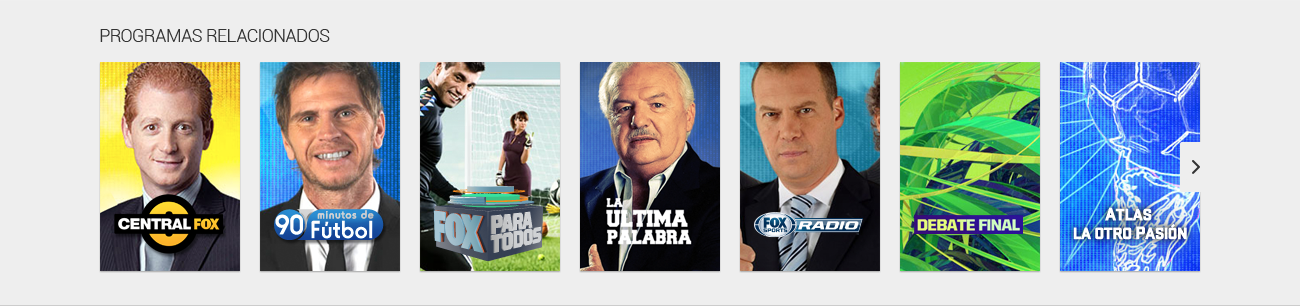 PROGRAMAS RELACIONADOS
CENTRAL FOX
90 minutos de
Fútbol
FOX PARA
TODOS
LA
ULTIMA
PALABRA
FOX
SPORTS RADIO
DEBATE FINAL
ATLAS
LA OTRO PASIÓN